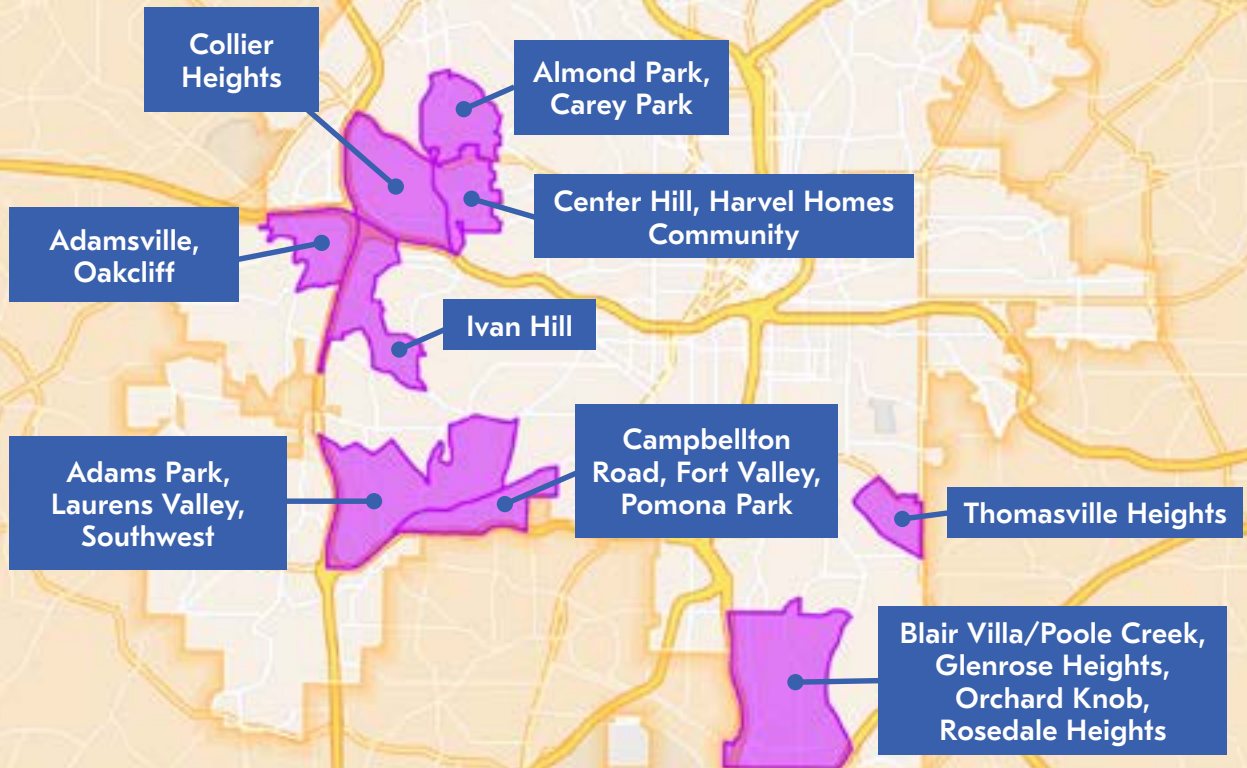 Collier
Heights
Almond Park,
Carey Park
Center Hill, Harvel Homes
Community
Adamsville,
Oakcliff
Ivan Hill
Campbellton
Road, Fort Valley,
Pomona Park
Adams Park,
Laurens Valley,
Southwest
Thomasville Heights
Blair Villa/Poole Creek,
Glenrose Heights,
Orchard Knob,
Rosedale Heights